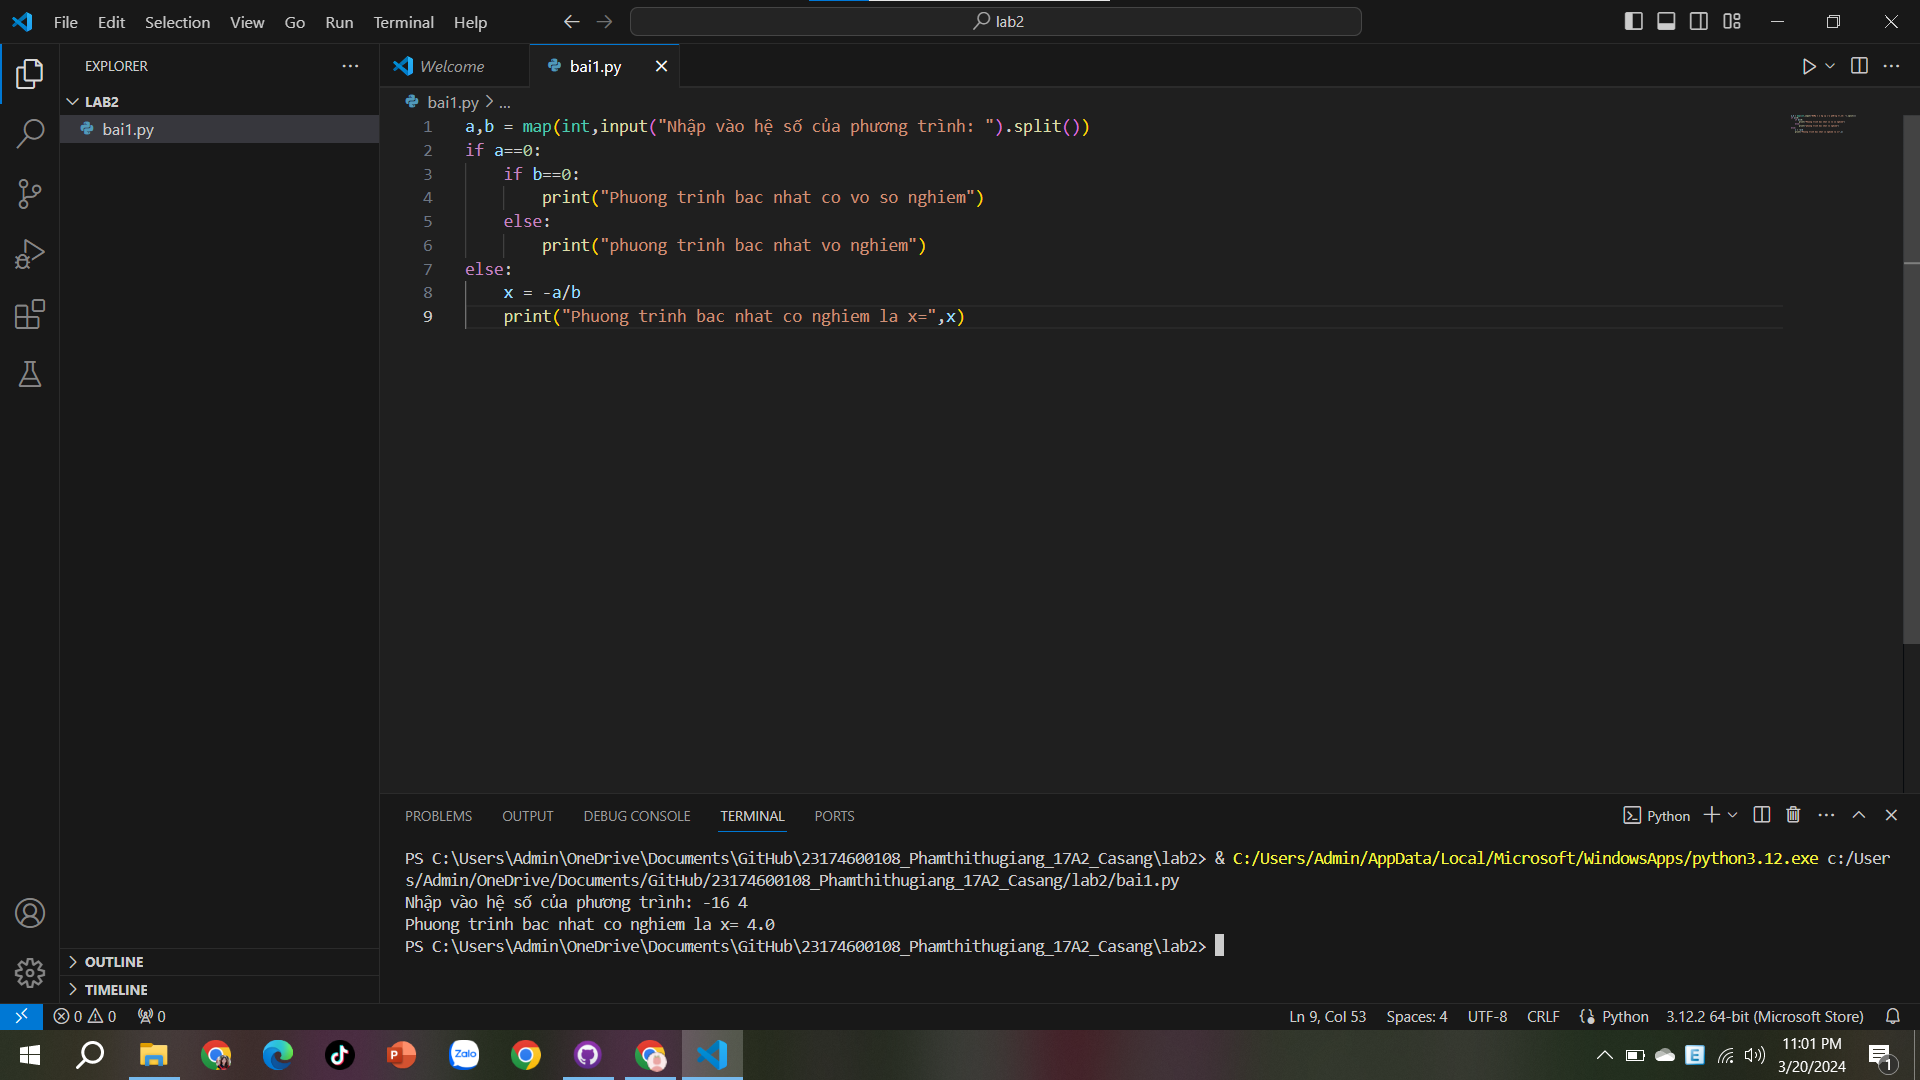 File Edit Selection View Go Run Terminal Help
lab2
EXPLORER
LAB2
bai1.py
OUTLINE
TIMELINE
Welcome
bai1.py
bai1.py > ...
1 a,b = map(int,input("Nhập vào hệ số của phương trình: ").split())
2 if a==0:
3 if b==0:
4 print("Phuong trinh bac nhat co vo so nghiem")
5 else:
6 print("phuong trinh bac nhat vo nghiem")
7 else:
8 x = -a/b
9 print("Phuong trinh bac nhat co nghiem la x=",x)
PROBLEMS OUTPUT DEBUG CONSOLE TERMINAL PORTS
Python
PS C:\Users\Admin\OneDrive\Documents\GitHub\23174600108_Phamthithugiang_17A2_Casang\lab2> & C:/Users/Admin/AppData/Local/Microsoft/WindowsApps/python3.12.exe c:/User
s/Admin/OneDrive/Documents/GitHub/23174600108_Phamthithugiang_17A2_Casang/lab2/bai1.py
Nhập vào hệ số của phương trình: -16 4
Phuong trinh bac nhat co nghiem la x= 4.0
PS C:\Users\Admin\OneDrive\Documents\GitHub\23174600108_Phamthithugiang_17A2_Casang\lab2>
0 0 0
Ln 9, Col 53 Spaces: 4 UTF-8 CRLF Python 3.12.2 64-bit (Microsoft Store)
Zalo
11:01 PM
3/20/2024
1